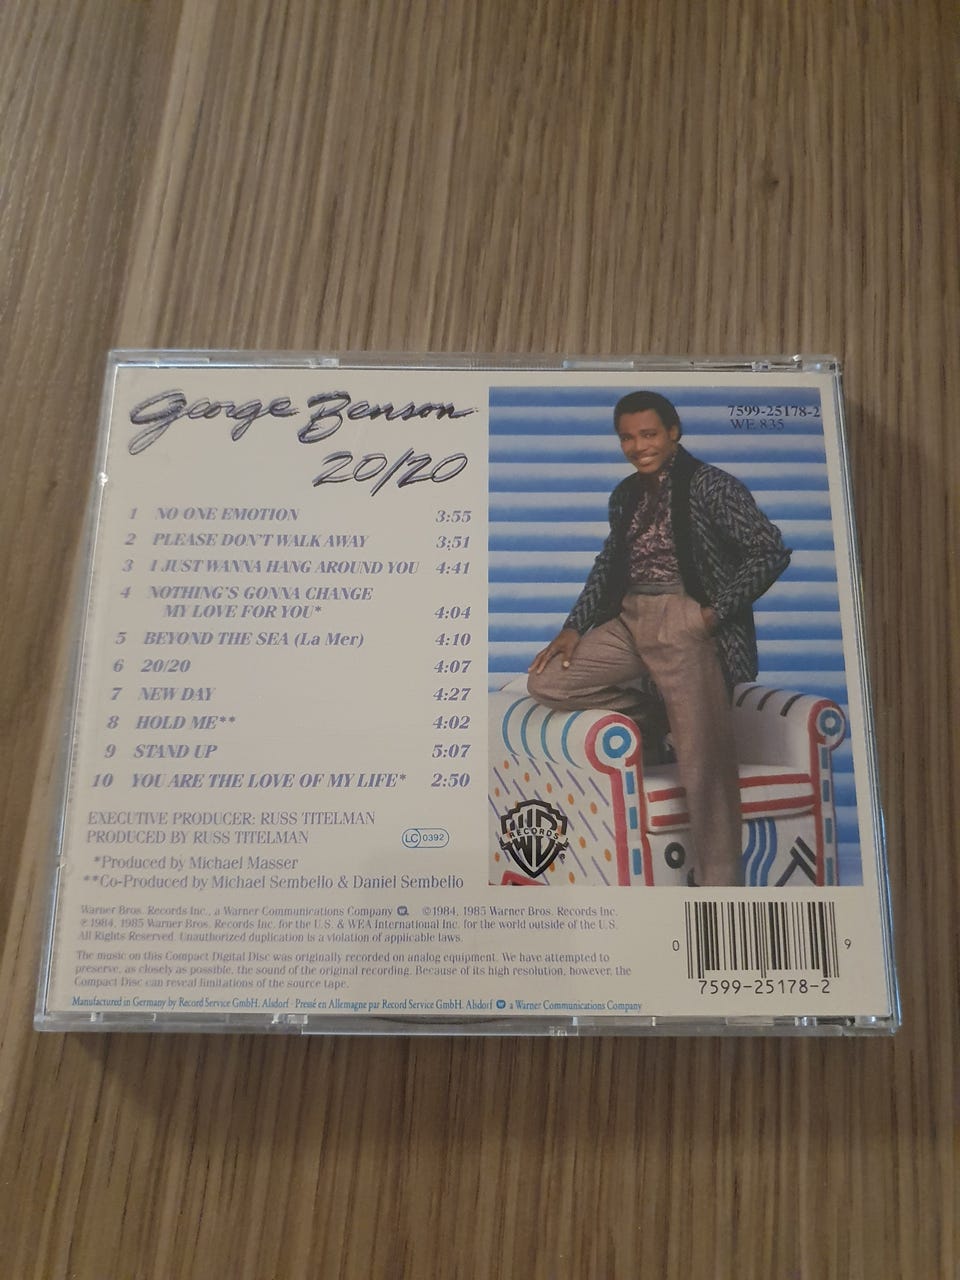 George Benson
20/20
1 NO ONE EMOTION 3:55
2 PLEASE DON'T WALK AWAY 3:51
3 I JUST WANNA HANG AROUND YOU 4:41
4 NOTHING'S GONNA CHANGE
MY LOVE FOR YOU* 4:04
5 BEYOND THE SEA (La Mer) 4:10
6 20/20 4:07
7 NEW DAY 4:27
8 HOLD ME** 4:02
9 STAND UP 5:07
10 YOU ARE THE LOVE OF MY LIFE* 2:50
EXECUTIVE PRODUCER: RUSS TITELMAN
PRODUCED BY RUSS TITELMAN
LC 0392
*Produced by Michael Masser
**Co-Produced by Michael Sembello & Daniel Sembello
7599-25178-2
WE 835
WB RECORDS ®
Warner Bros. Records Inc., a Warner Communications Company W. ©1984, 1985 Warner Bros. Records Inc.
℗1984, 1985 Warner Bros. Records Inc. for the U.S. & WEA International Inc. for the world outside of the U.S.
All Rights Reserved. Unauthorized duplication is a violation of applicable laws.
The music on this Compact Digital Disc was originally recorded on analog equipment. We have attempted to
preserve, as closely as possible, the sound of the original recording. Because of its high resolution, however, the
Compact Disc can reveal limitations of the source tape.
Manufactured in Germany by Record Service GmbH, Alsdorf · Pressé en Allemagne par Record Service GmbH, Alsdorf W a Warner Communications Company
0 7599-25178-2 9